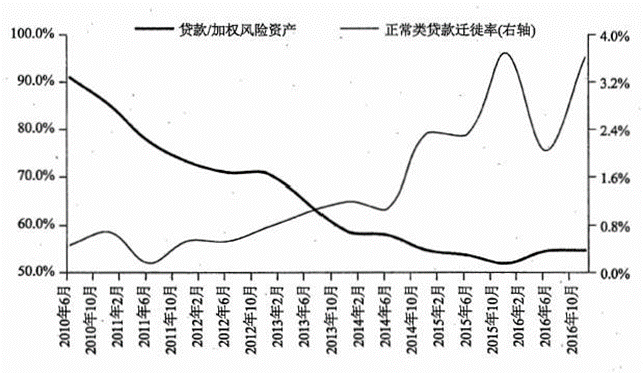 贷款/加权风险资产 正常类贷款迁徙率(右轴)
100.0% 4.0%
90.0% 3.2%
80.0% 2.4%
70.0% 1.6%
60.0% 0.8%
50.0% 0.0%
2010年6月
2010年10月
2011年2月
2011年6月
2011年10月
2012年2月
2012年6月
2012年10月
2013年2月
2013年6月
2013年10月
2014年2月
2014年6月
2014年10月
2015年2月
2015年6月
2015年10月
2016年2月
2016年6月
2016年10月